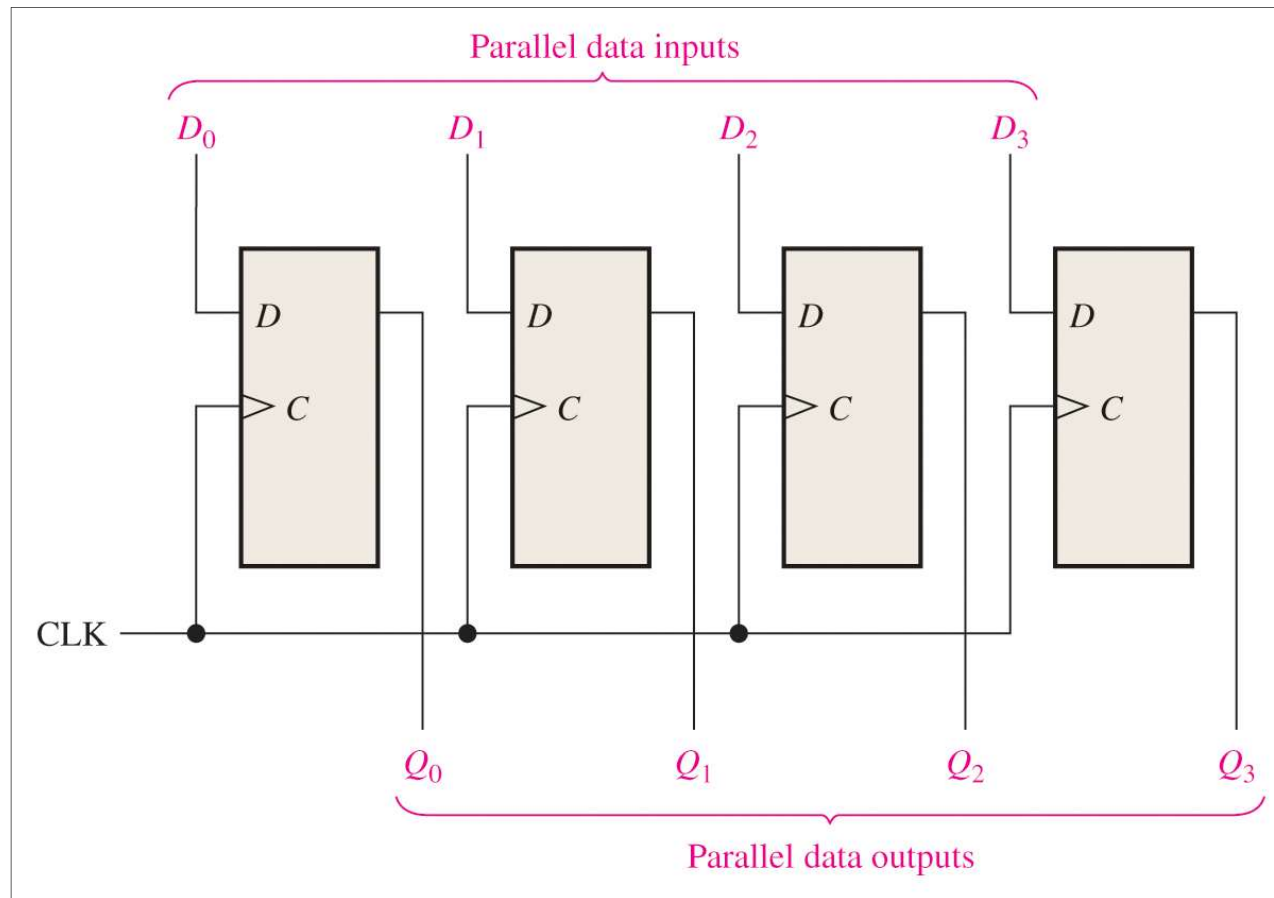 Parallel data inputs
D₀ D₁ D₂ D₃
D D D D
C C C C
CLK
Q₀ Q₁ Q₂ Q₃
Parallel data outputs